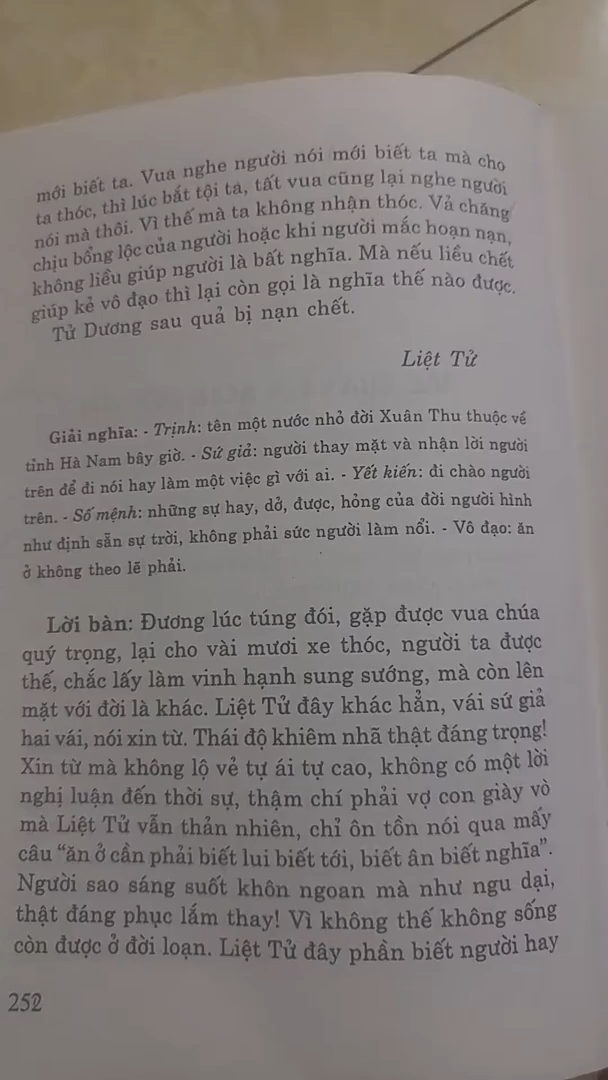 mới biết ta. Vua nghe người nói mới biết ta mà cho
ta thóc, thì lúc bắt tội ta, tất vua cũng lại nghe người
nói mà thôi. Vì thế mà ta không nhận thóc. Vả chăng
chịu bổng lộc của người hoặc khi người mắc hoạn nạn,
không liều giúp người là bất nghĩa. Mà nếu liều chết
giúp kẻ vô đạo thì lại còn gọi là nghĩa thế nào được.
Tử Dương sau quả bị nạn chết.
Liệt Tử
Giải nghĩa: - Trịnh: tên một nước nhỏ đời Xuân Thu thuộc về
tỉnh Hà Nam bây giờ. - Sứ giả: người thay mặt và nhận lời người
trên để đi nói hay làm một việc gì với ai. - Yết kiến: đi chào người
trên. - Số mệnh: những sự hay, dở, được, hỏng của đời người hình
như định sẵn sự trời, không phải sức người làm nổi. - Vô đạo: ăn
ở không theo lẽ phải.
Lời bàn: Đương lúc túng đói, gặp được vua chúa
quý trọng, lại cho vài mươi xe thóc, người ta được
thế, chắc lấy làm vinh hạnh sung sướng, mà còn lên
mặt với đời là khác. Liệt Tử đây khác hẳn, vái sứ giả
hai vái, nói xin từ. Thái độ khiêm nhã thật đáng trọng!
Xin từ mà không lộ vẻ tự ái tự cao, không có một lời
nghị luận đến thời sự, thậm chí phải vợ con giày vò
mà Liệt Tử vẫn thản nhiên, chỉ ôn tồn nói qua mấy
câu “ăn ở cần phải biết lui biết tới, biết ân biết nghĩa”.
Người sao sáng suốt khôn ngoan mà như ngu dại,
thật đáng phục lắm thay! Vì không thế không sống
còn được ở đời loạn. Liệt Tử đây phần biết người hay
252